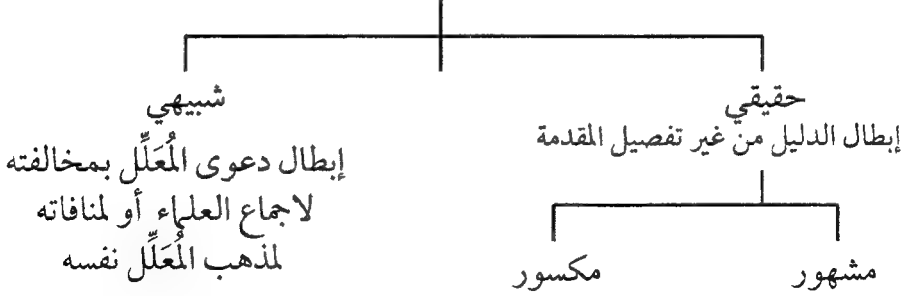 حقيقي
إبطال الدليل من غير تفصيل المقدمة
شبيهي
إبطال دعوى المُعَلِّل بمخالفته
لاجماع العلماء أو لمنافاته
لمذهب المُعَلِّل نفسه
مشهور
مكسور